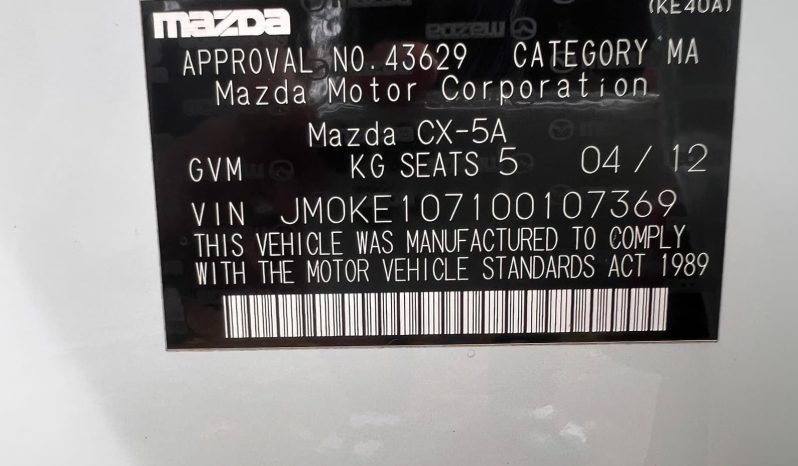 (KE40A)
mazda
APPROVAL NO. 43629 CATEGORY MA
Mazda Motor Corporation
Mazda CX-5A
GVM KG SEATS 5 04 / 12
VIN JM0KE107100107369
THIS VEHICLE WAS MANUFACTURED TO COMPLY
WITH THE MOTOR VEHICLE STANDARDS ACT 1989